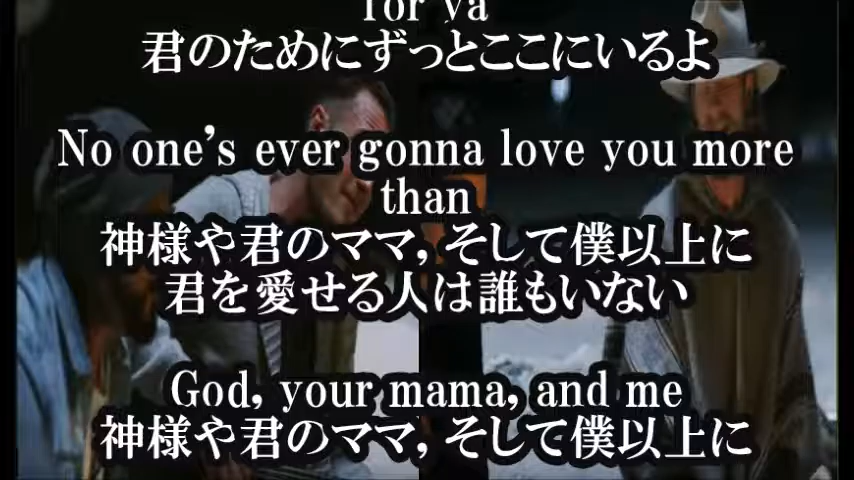 for ya
君のためにずっとここにいるよ
No one's ever gonna love you more
than
神様や君のママ, そして僕以上に
君を愛せる人は誰もいない
God, your mama, and me
神様や君のママ, そして僕以上に